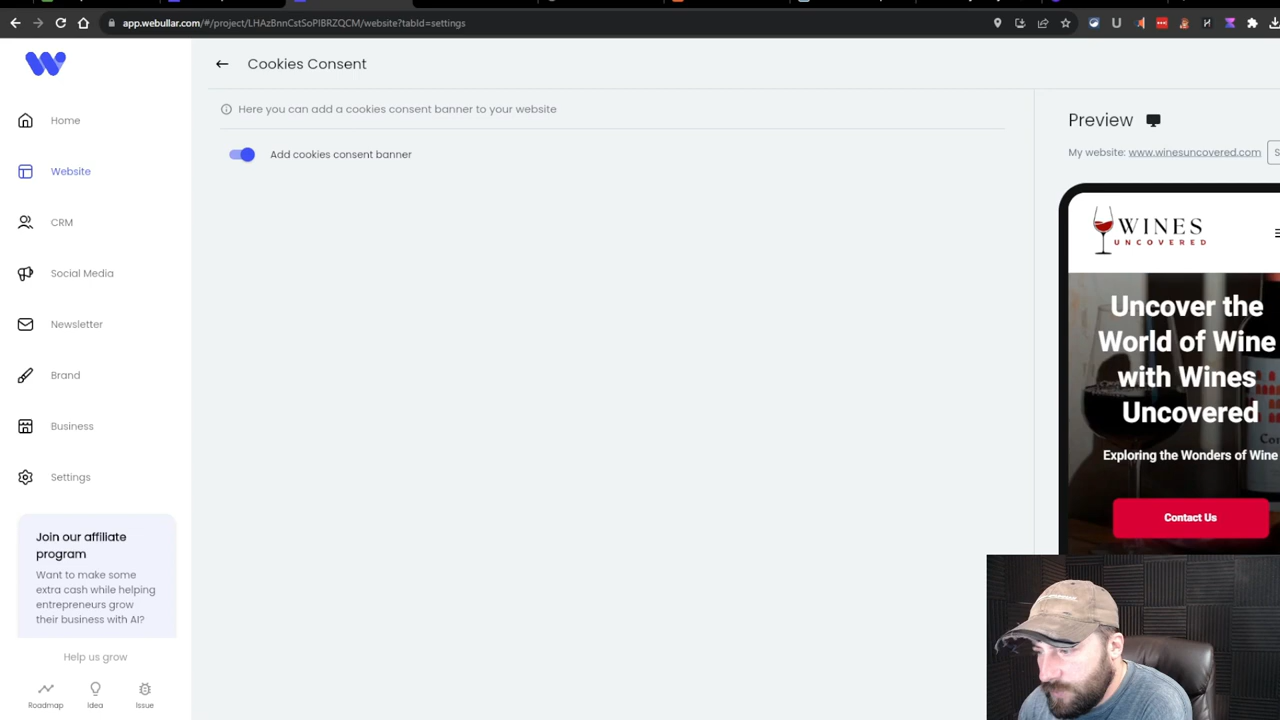 app.webullar.com/#/project/LHAzBnnCstSoPIBRZQCM/website?tabId=settings
Cookies Consent
Here you can add a cookies consent banner to your website
Add cookies consent banner
Home
Website
CRM
Social Media
Newsletter
Brand
Business
Settings
Join our affiliate
program
Want to make some
extra cash while helping
entrepreneurs grow
their business with AI?
Help us grow
Roadmap
Idea
Issue
Preview
My website: www.winesuncovered.com
WINES
UNCOVERED
Uncover the
World of Wine
with Wines
Uncovered
Exploring the Wonders of Wine
Contact Us